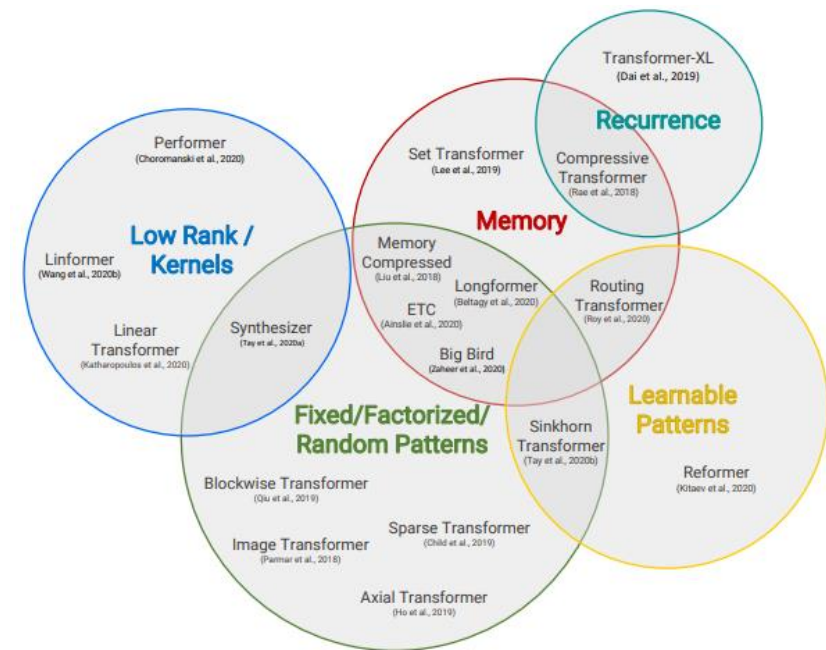 Transformer-XL
(Dai et al., 2019)
Recurrence
Compressive
Transformer
(Rae et al., 2018)
Performer
(Choromanski et al., 2020)
Low Rank /
Kernels
Linformer
(Wang et al., 2020b)
Linear
Transformer
(Katharopoulos et al., 2020)
Synthesizer
(Tay et al., 2020a)
Set Transformer
(Lee et al., 2019)
Memory
Memory
Compressed
(Liu et al., 2018)
Longformer
(Beltagy et al., 2020)
ETC
(Ainslie et al., 2020)
Big Bird
(Zaheer et al., 2020)
Routing
Transformer
(Roy et al., 2020)
Learnable
Patterns
Sinkhorn
Transformer
(Tay et al., 2020b)
Reformer
(Kitaev et al., 2020)
Fixed/Factorized/
Random Patterns
Blockwise Transformer
(Qiu et al., 2019)
Sparse Transformer
(Child et al., 2019)
Image Transformer
(Parmar et al., 2018)
Axial Transformer
(Ho et al., 2019)